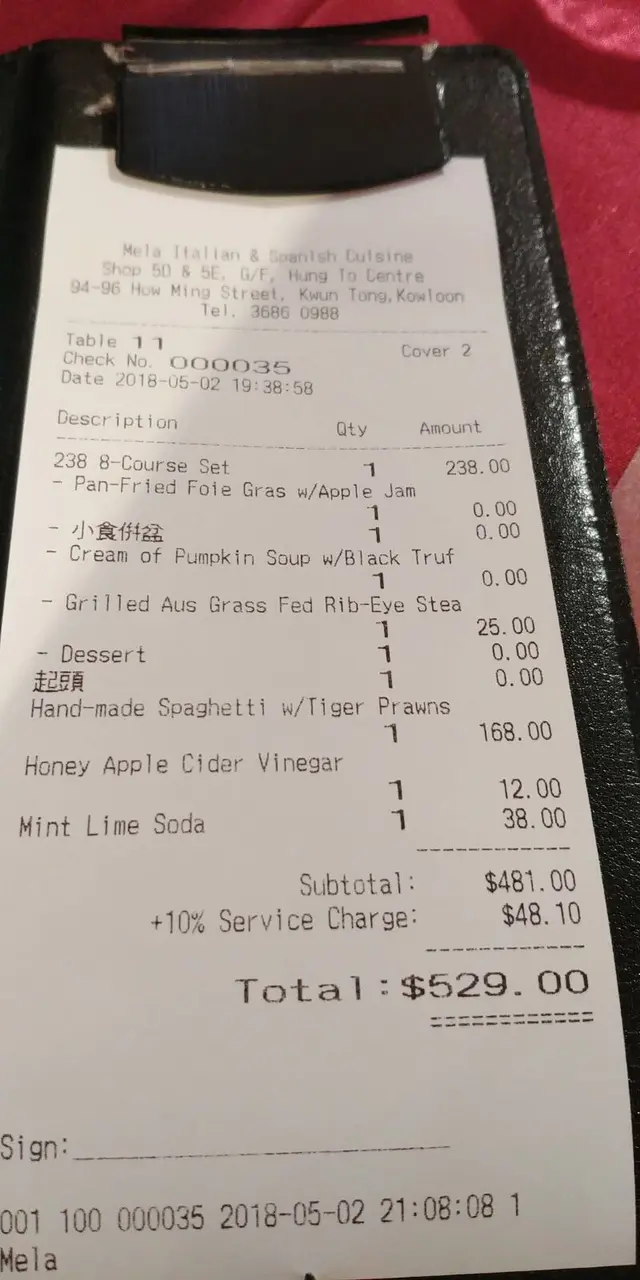 Mela Italian & Spanish Cuisine
Shop 5D & 5E, G/F, Hung To Centre
94-96 How Ming Street, Kwun Tong,Kowloon
Tel. 3686 0988
Table 11 Cover 2
Check No. 000035
Date 2018-05-02 19:38:58
Description Qty Amount
238 8-Course Set 1 238.00
- Pan-Fried Foie Gras w/Apple Jam
1 0.00
- 小食併盆 1 0.00
- Cream of Pumpkin Soup w/Black Truf
1 0.00
- Grilled Aus Grass Fed Rib-Eye Stea
1 25.00
- Dessert 1 0.00
起頭 1 0.00
Hand-made Spaghetti w/Tiger Prawns
1 168.00
Honey Apple Cider Vinegar
1 12.00
Mint Lime Soda 1 38.00
Subtotal: $481.00
+10% Service Charge: $48.10
Total:$529.00
Sign:
001 100 000035 2018-05-02 21:08:08 1
Mela